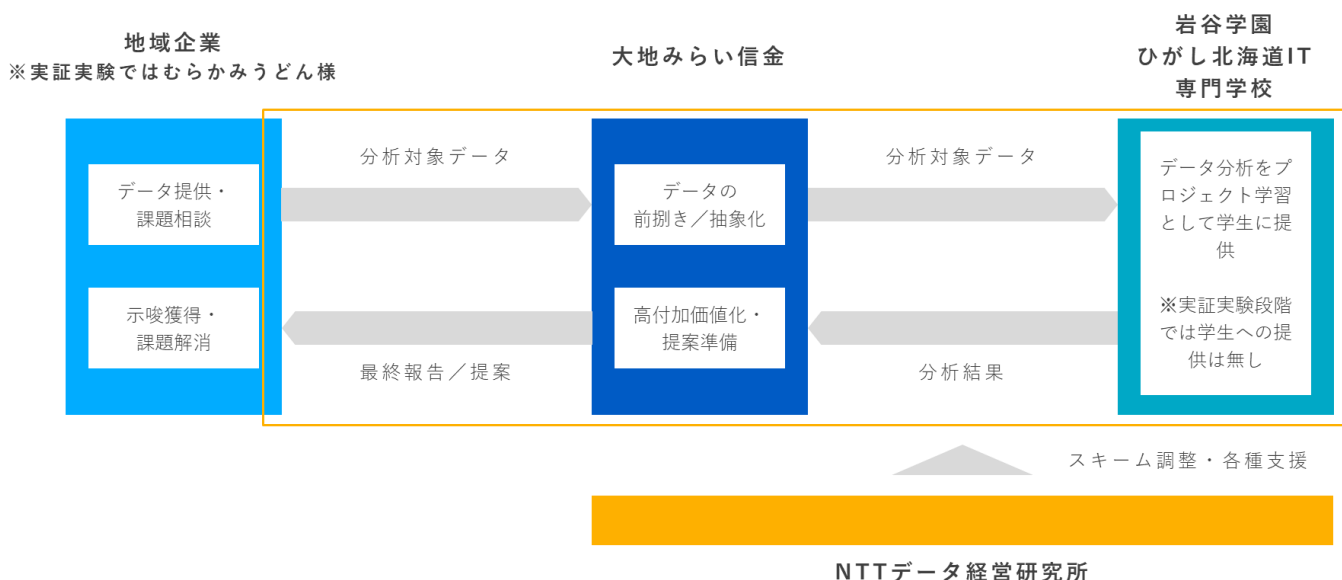 地域企業
※実証実験ではむらかみうどん様
大地みらい信金
岩谷学園
ひがし北海道IT
専門学校
分析対象データ
分析対象データ
データ提供・
課題相談
データの
前捌き／抽象化
データ分析をプ
ロジェクト学習
として学生に提
供
※実証実験段階
では学生への提
供は無し
示唆獲得・
課題解消
高付加価値化・
提案準備
最終報告／提案
分析結果
スキーム調整・各種支援
NTTデータ経営研究所